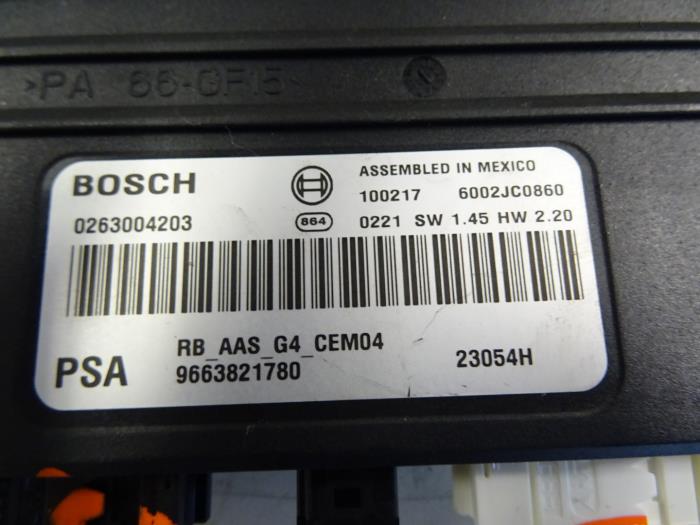 >PA 66-GF15<
BOSCH
ASSEMBLED IN MEXICO
100217 6002JC0860
0263004203
864 0221 SW 1.45 HW 2.20
RB_AAS_G4_CEM04
PSA 9663821780 23054H